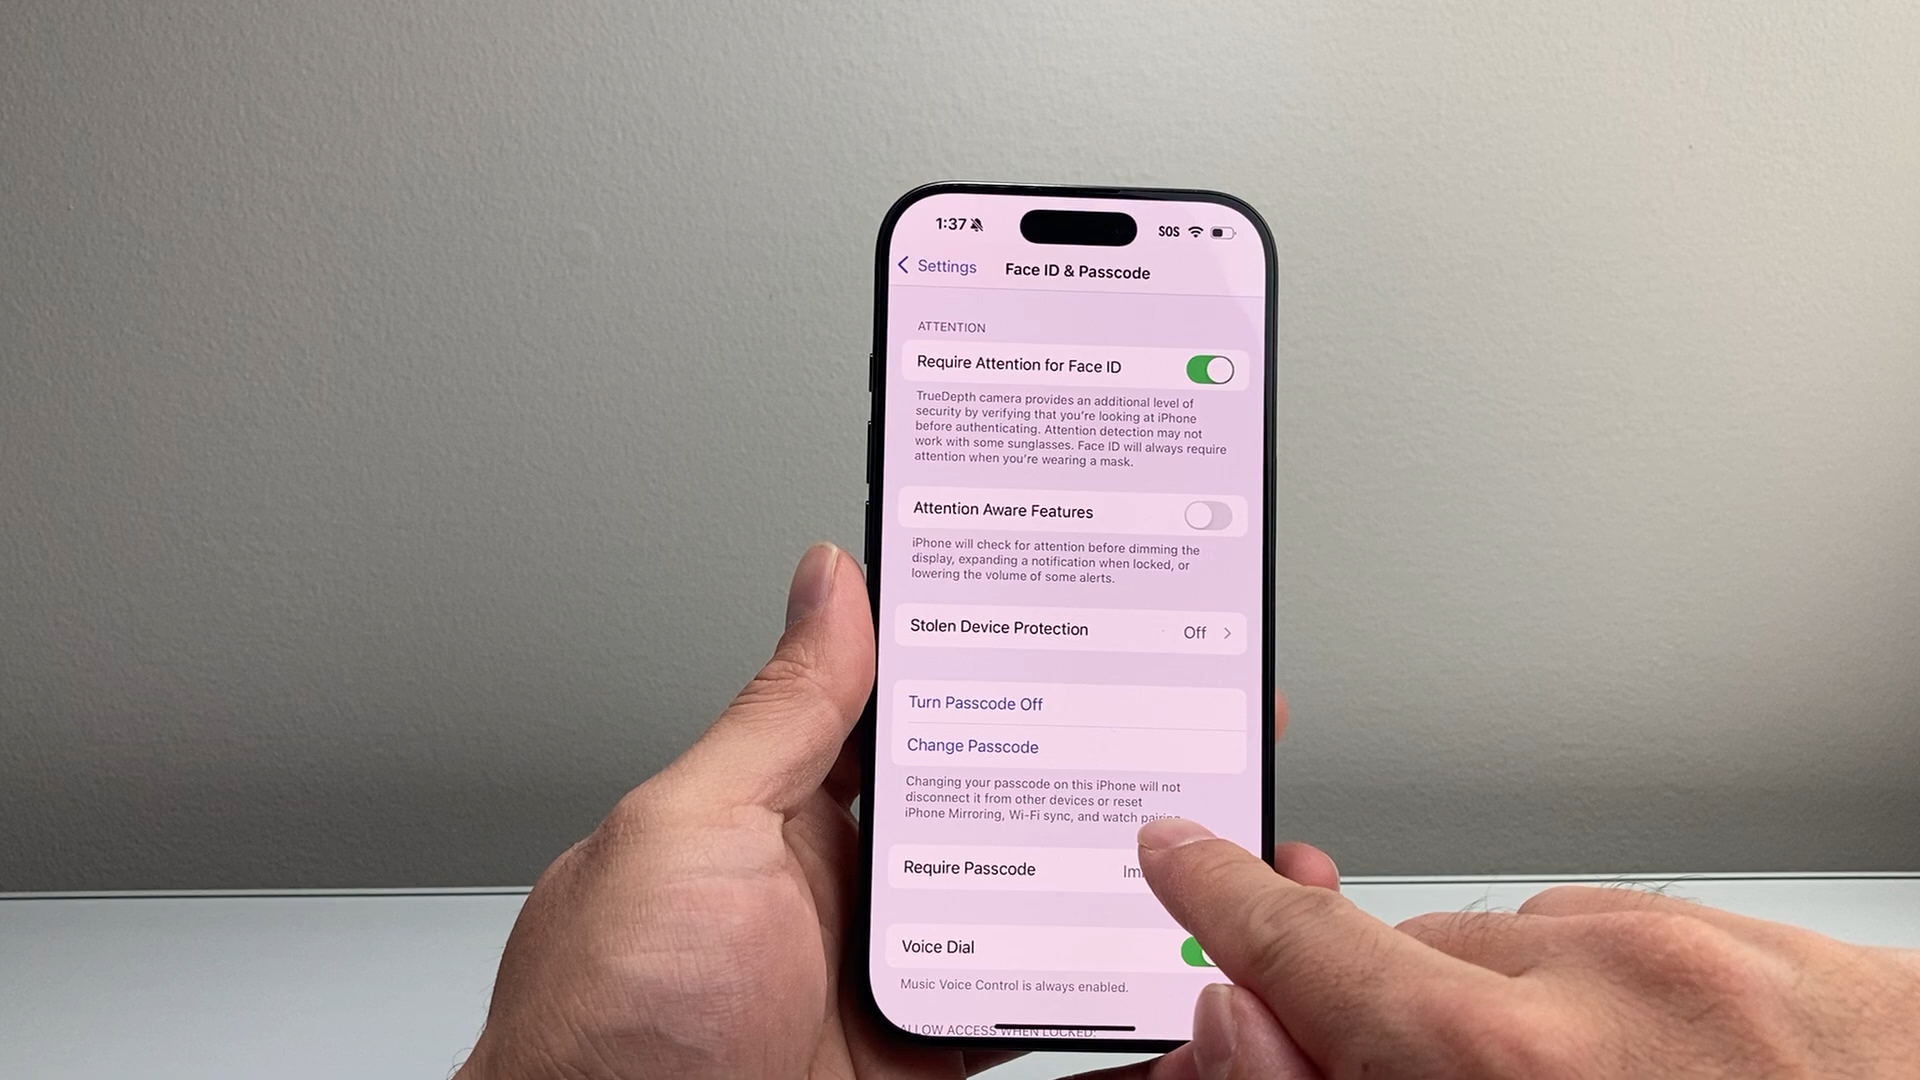 1:37
SOS
Settings
Face ID & Passcode
ATTENTION
Require Attention for Face ID
TrueDepth camera provides an additional level of
security by verifying that you're looking at iPhone
before authenticating. Attention detection may not
work with some sunglasses. Face ID will always require
attention when you're wearing a mask.
Attention Aware Features
iPhone will check for attention before dimming the
display, expanding a notification when locked, or
lowering the volume of some alerts.
Stolen Device Protection
Off
Turn Passcode Off
Change Passcode
Changing your passcode on this iPhone will not
disconnect it from other devices or reset
iPhone Mirroring, Wi-Fi sync, and watch pairing
Require Passcode
Im
Voice Dial
Music Voice Control is always enabled.
ALLOW ACCESS WHEN LOCKED: